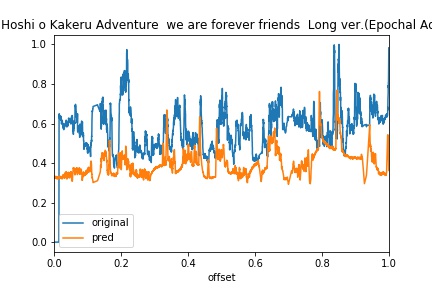 Hoshi o Kakeru Adventure  we are forever friends  Long ver.(Epochal
1.0
0.8
0.6
0.4
0.2
0.0
original
pred
0.0 0.2 0.4 0.6 0.8 1.0
offset